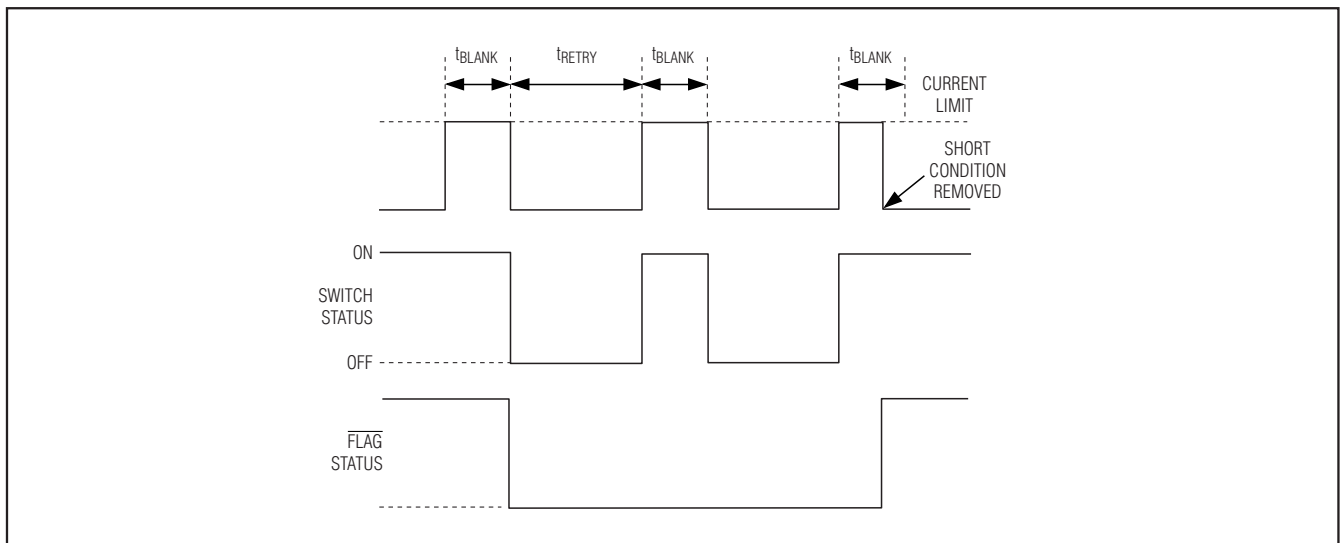 tBLANK
tRETRY
tBLANK
tBLANK
CURRENT
LIMIT
SHORT
CONDITION
REMOVED
ON
SWITCH
STATUS
OFF
FLAG
STATUS